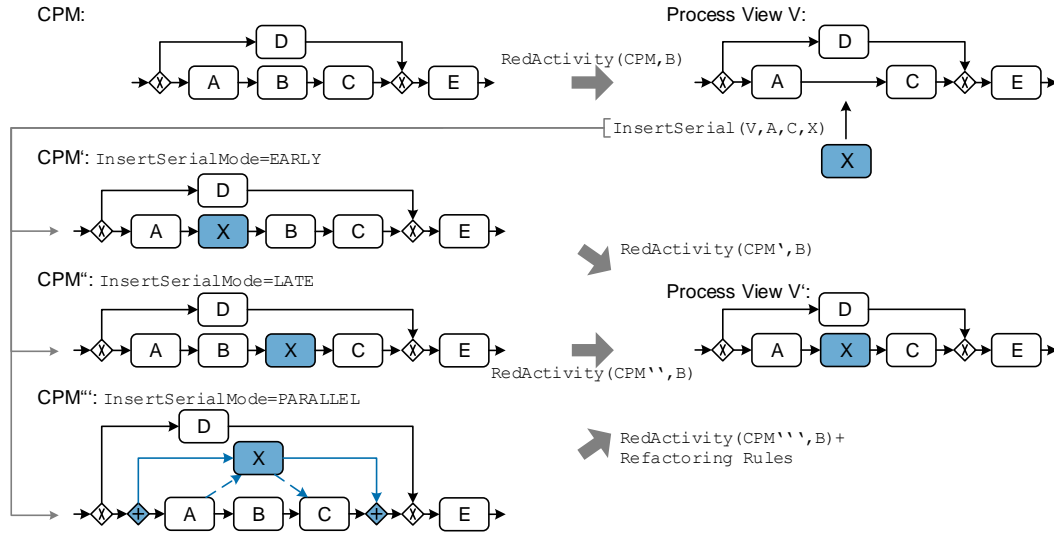 CPM:
Process View V:
D
A
B
C
X
X
E
RedActivity(CPM,B)
D
A
C
X
X
E
InsertSerial(V,A,C,X)
X
CPM‘: InsertSerialMode=EARLY
D
X
A
X
B
C
X
E
RedActivity(CPM‵,B)
CPM“: InsertSerialMode=LATE
D
X
A
B
X
C
X
E
RedActivity(CPM‵‵,B)
Process View V‘:
D
X
A
X
C
X
E
CPM“‘: InsertSerialMode=PARALLEL
D
X
X
+
A
B
C
+
X
E
RedActivity(CPM‵‵‵,B)+
Refactoring Rules